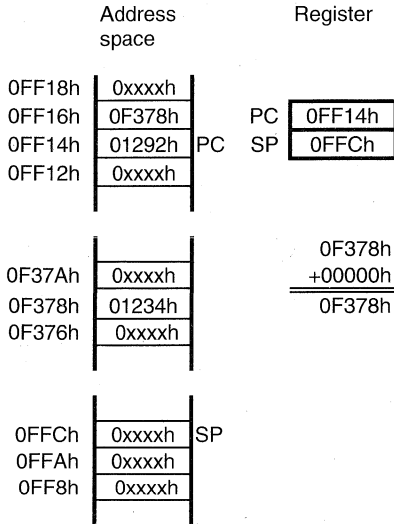 Address Register
space
0FF18h 0xxxxh
0FF16h 0F378h PC 0FF14h
0FF14h 01292h PC SP 0FFCh
0FF12h 0xxxxh
0F378h
0F37Ah 0xxxxh +00000h
0F378h 01234h 0F378h
0F376h 0xxxxh
0FFCh 0xxxxh SP
0FFAh 0xxxxh
0FF8h 0xxxxh